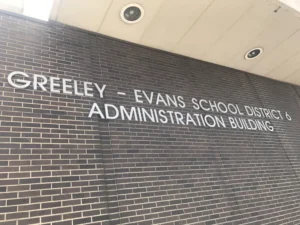 GREELEY - EVANS SCHOOL DISTRICT 6
ADMINISTRATION BUILDING